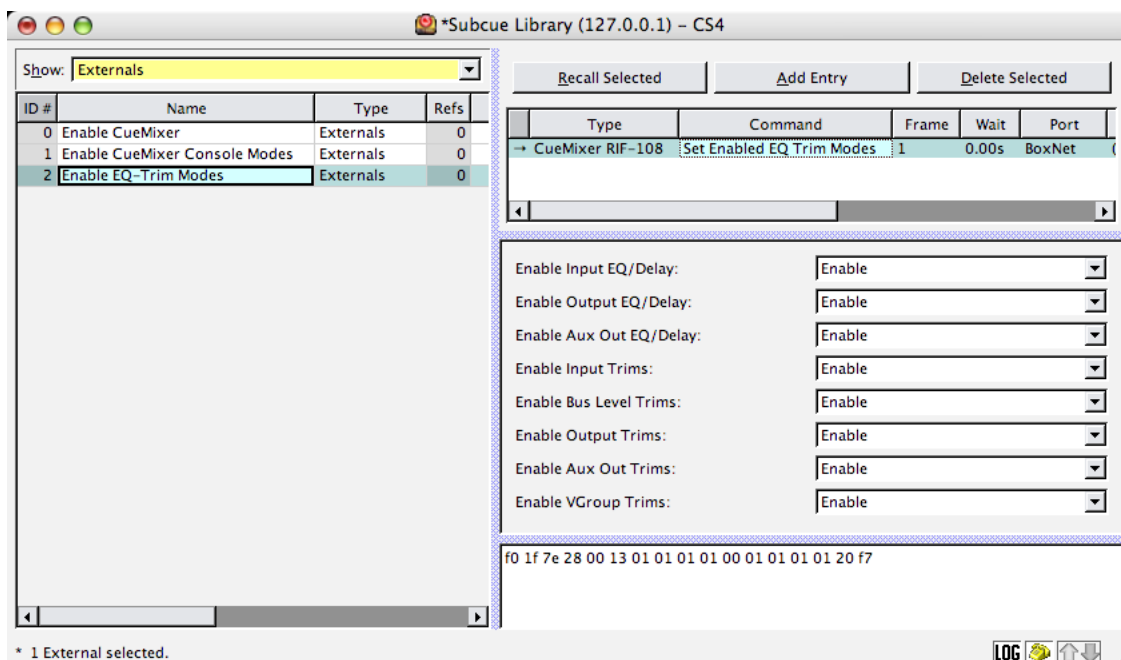 *Subcue Library (127.0.0.1) – CS4
Show: Externals
Recall Selected Add Entry Delete Selected
ID # Name Type Refs
0 Enable CueMixer Externals 0
1 Enable CueMixer Console Modes Externals 0
2 Enable EQ-Trim Modes Externals 0
Type Command Frame Wait Port
→ CueMixer RIF-108 Set Enabled EQ Trim Modes 1 0.00s BoxNet (
Enable Input EQ/Delay: Enable
Enable Output EQ/Delay: Enable
Enable Aux Out EQ/Delay: Enable
Enable Input Trims: Enable
Enable Bus Level Trims: Enable
Enable Output Trims: Enable
Enable Aux Out Trims: Enable
Enable VGroup Trims: Enable
f0 1f 7e 28 00 13 01 01 01 01 00 01 01 01 01 20 f7
* 1 External selected.
LOG